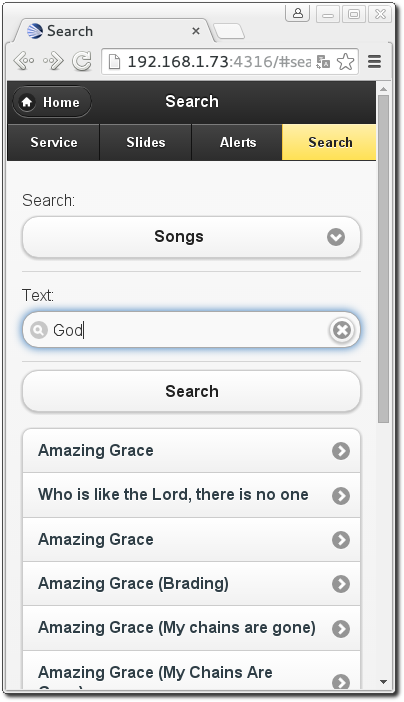 Search
192.168.1.73:4316/#sea
Home
Search
Service
Slides
Alerts
Search
Search:
Songs
Text:
God
Search
Amazing Grace
Who is like the Lord, there is no one
Amazing Grace
Amazing Grace (Brading)
Amazing Grace (My chains are gone)
Amazing Grace (My Chains Are